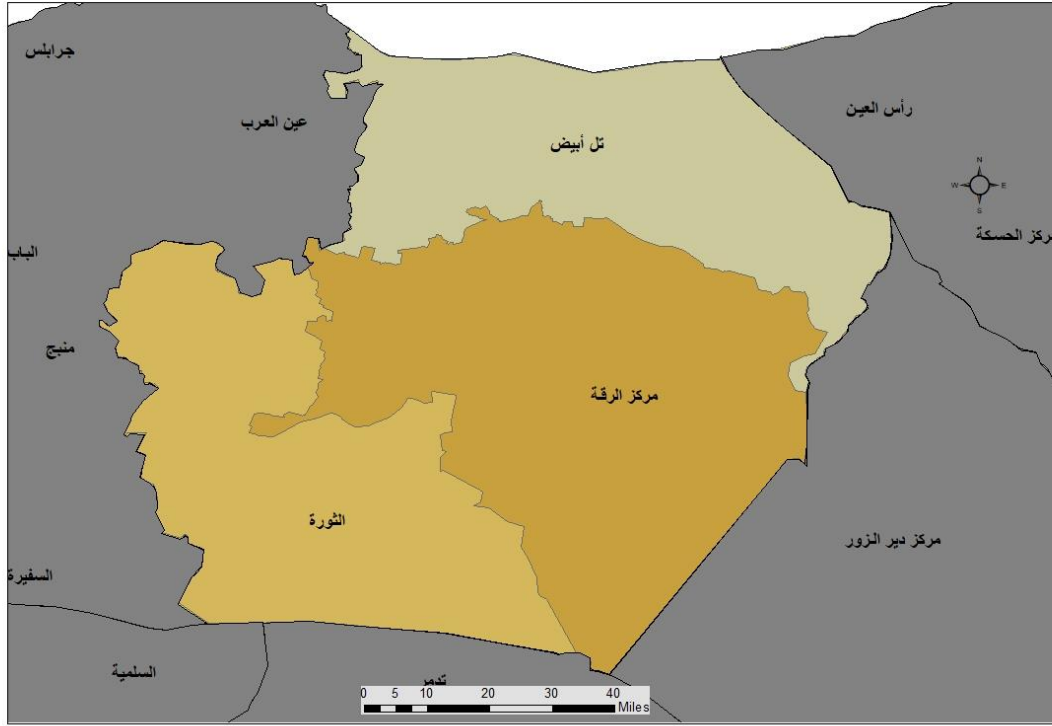 جرابلس
رأس العين
عين العرب
تل أبيض
N
W E
S
مركز الحسكة
الباب
منبج
مركز الرقة
الثورة
مركز دير الزور
السفيرة
السلمية
تدمر
0 5 10 20 30 40
Miles